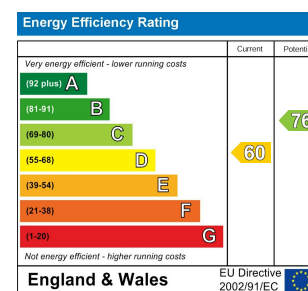 Energy Efficiency Rating
Current Potenti
Very energy efficient - lower running costs
(92 plus) A
(81-91) B
(69-80) C
(55-68) D
(39-54) E
(21-38) F
(1-20) G
60
76
Not energy efficient - higher running costs
England & Wales
EU Directive
2002/91/EC